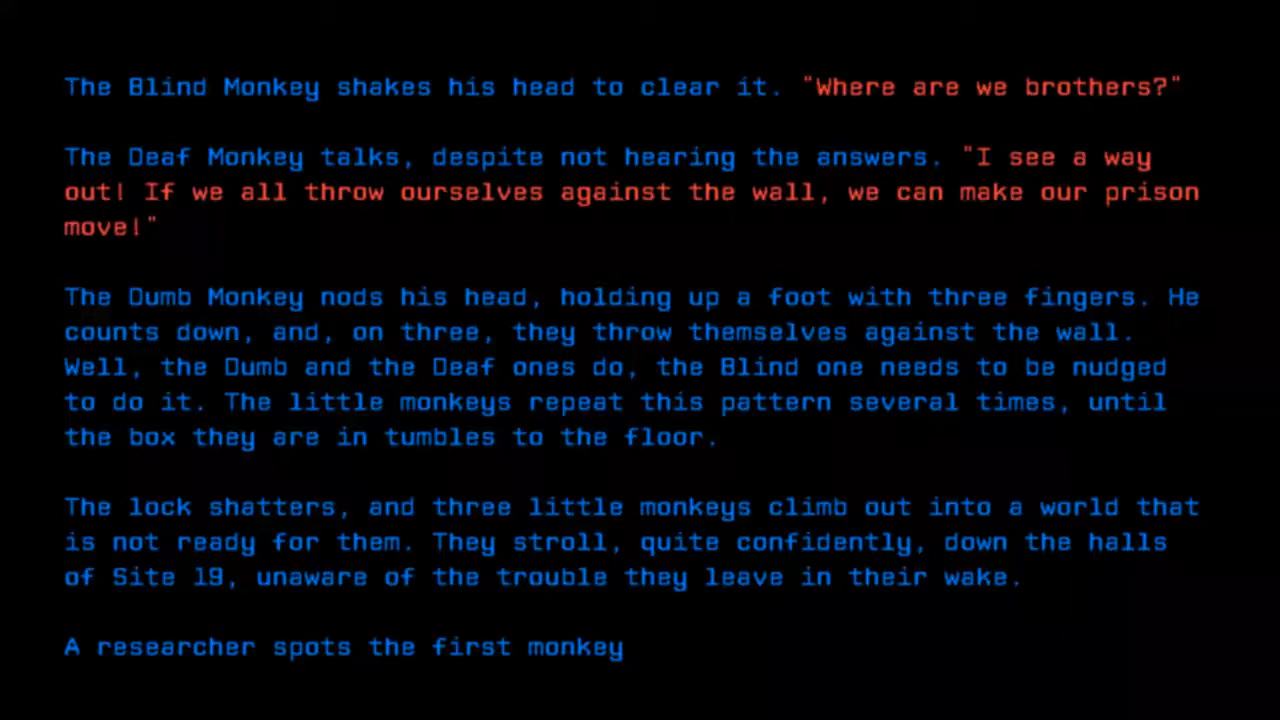 The Blind Monkey shakes his head to clear it. "Where are we brothers?"
The Deaf Monkey talks, despite not hearing the answers. "I see a way
out! If we all throw ourselves against the wall, we can make our prison
move!"
The Dumb Monkey nods his head, holding up a foot with three fingers. He
counts down, and, on three, they throw themselves against the wall.
Well, the Dumb and the Deaf ones do, the Blind one needs to be nudged
to do it. The little monkeys repeat this pattern several times, until
the box they are in tumbles to the floor.
The lock shatters, and three little monkeys climb out into a world that
is not ready for them. They stroll, quite confidently, down the halls
of Site 19, unaware of the trouble they leave in their wake.
A researcher spots the first monkey